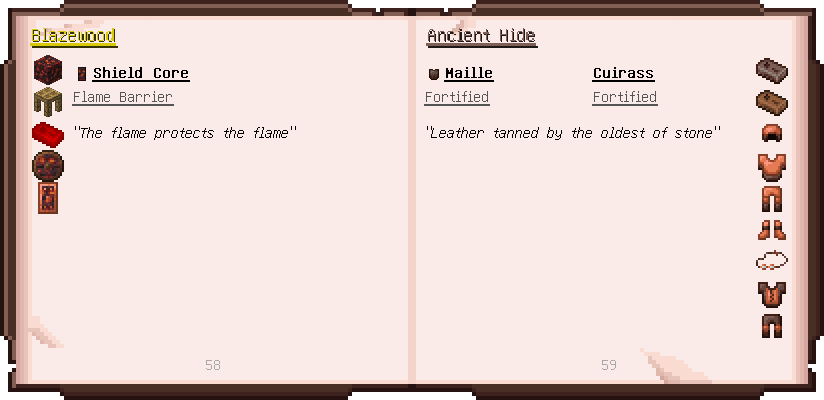 Blazewood
Shield Core
Flame Barrier
"The flame protects the flame"
58
Ancient Hide
Maille Cuirass
Fortified Fortified
"Leather tanned by the oldest of stone"
59